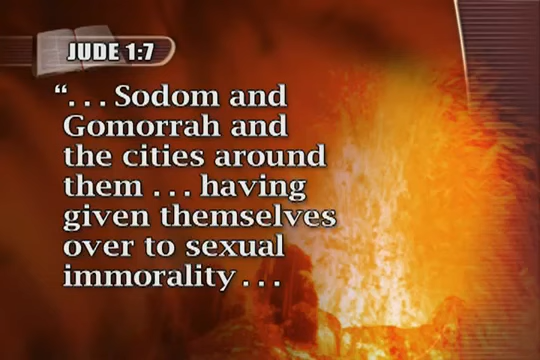 JUDE 1:7
“. . . Sodom and
Gomorrah and
the cities around
them . . . having
given themselves
over to sexual
immorality . . .